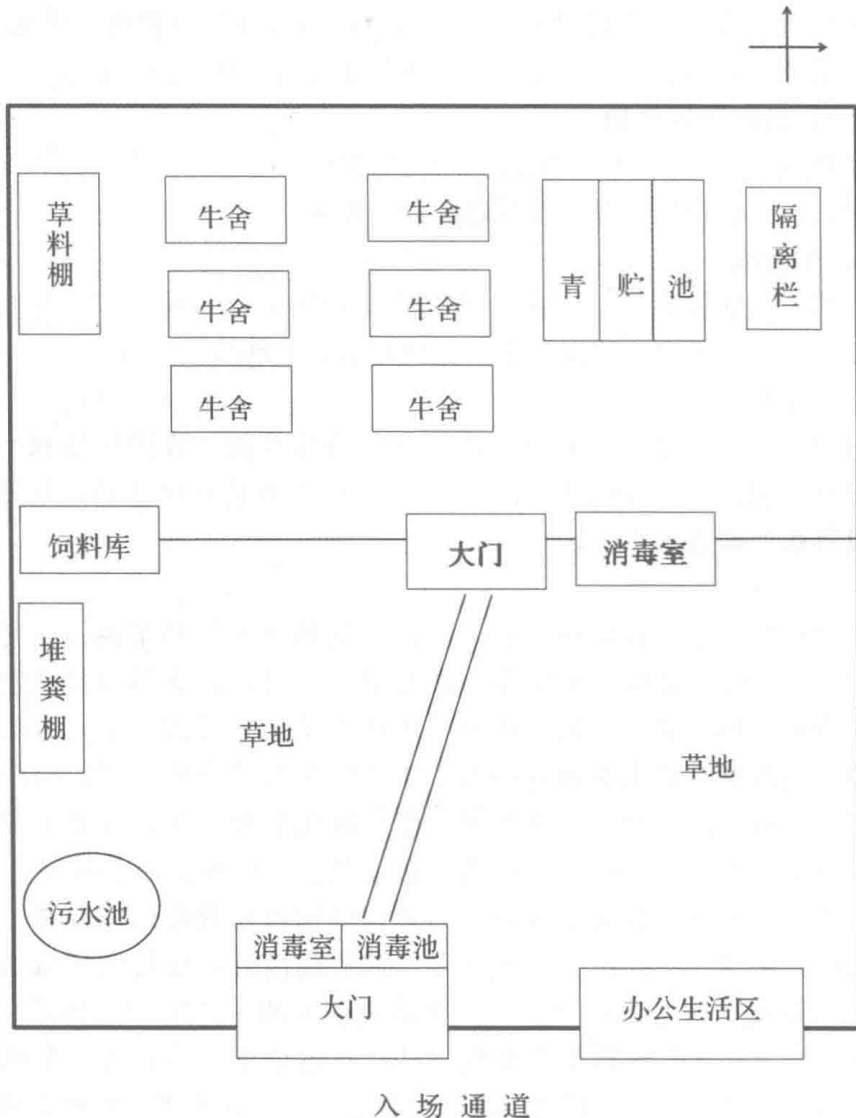 草料棚
牛舍
牛舍
青 贮 池
隔离栏
牛舍
牛舍
牛舍
牛舍
饲料库
大门
消毒室
堆粪棚
草地
草地
污水池
消毒室
消毒池
大门
办公生活区
入场通道